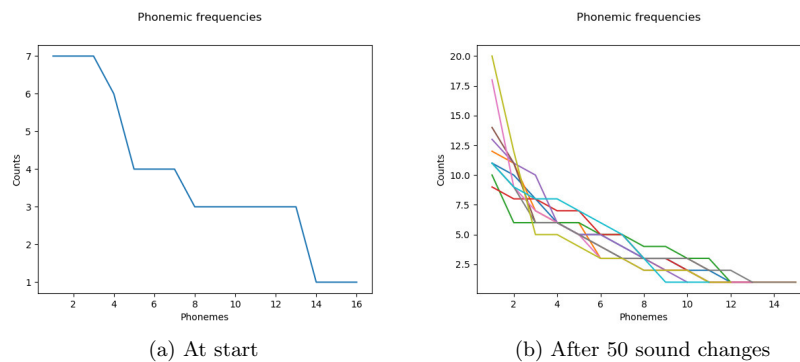 Phonemic frequencies
7
6
5
4
3
2
1
Counts
2 4 6 8 10 12 14 16
Phonemes
(a) At start
Phonemic frequencies
20.0
17.5
15.0
12.5
10.0
7.5
5.0
2.5
Counts
2 4 6 8 10 12 14
Phonemes
(b) After 50 sound changes